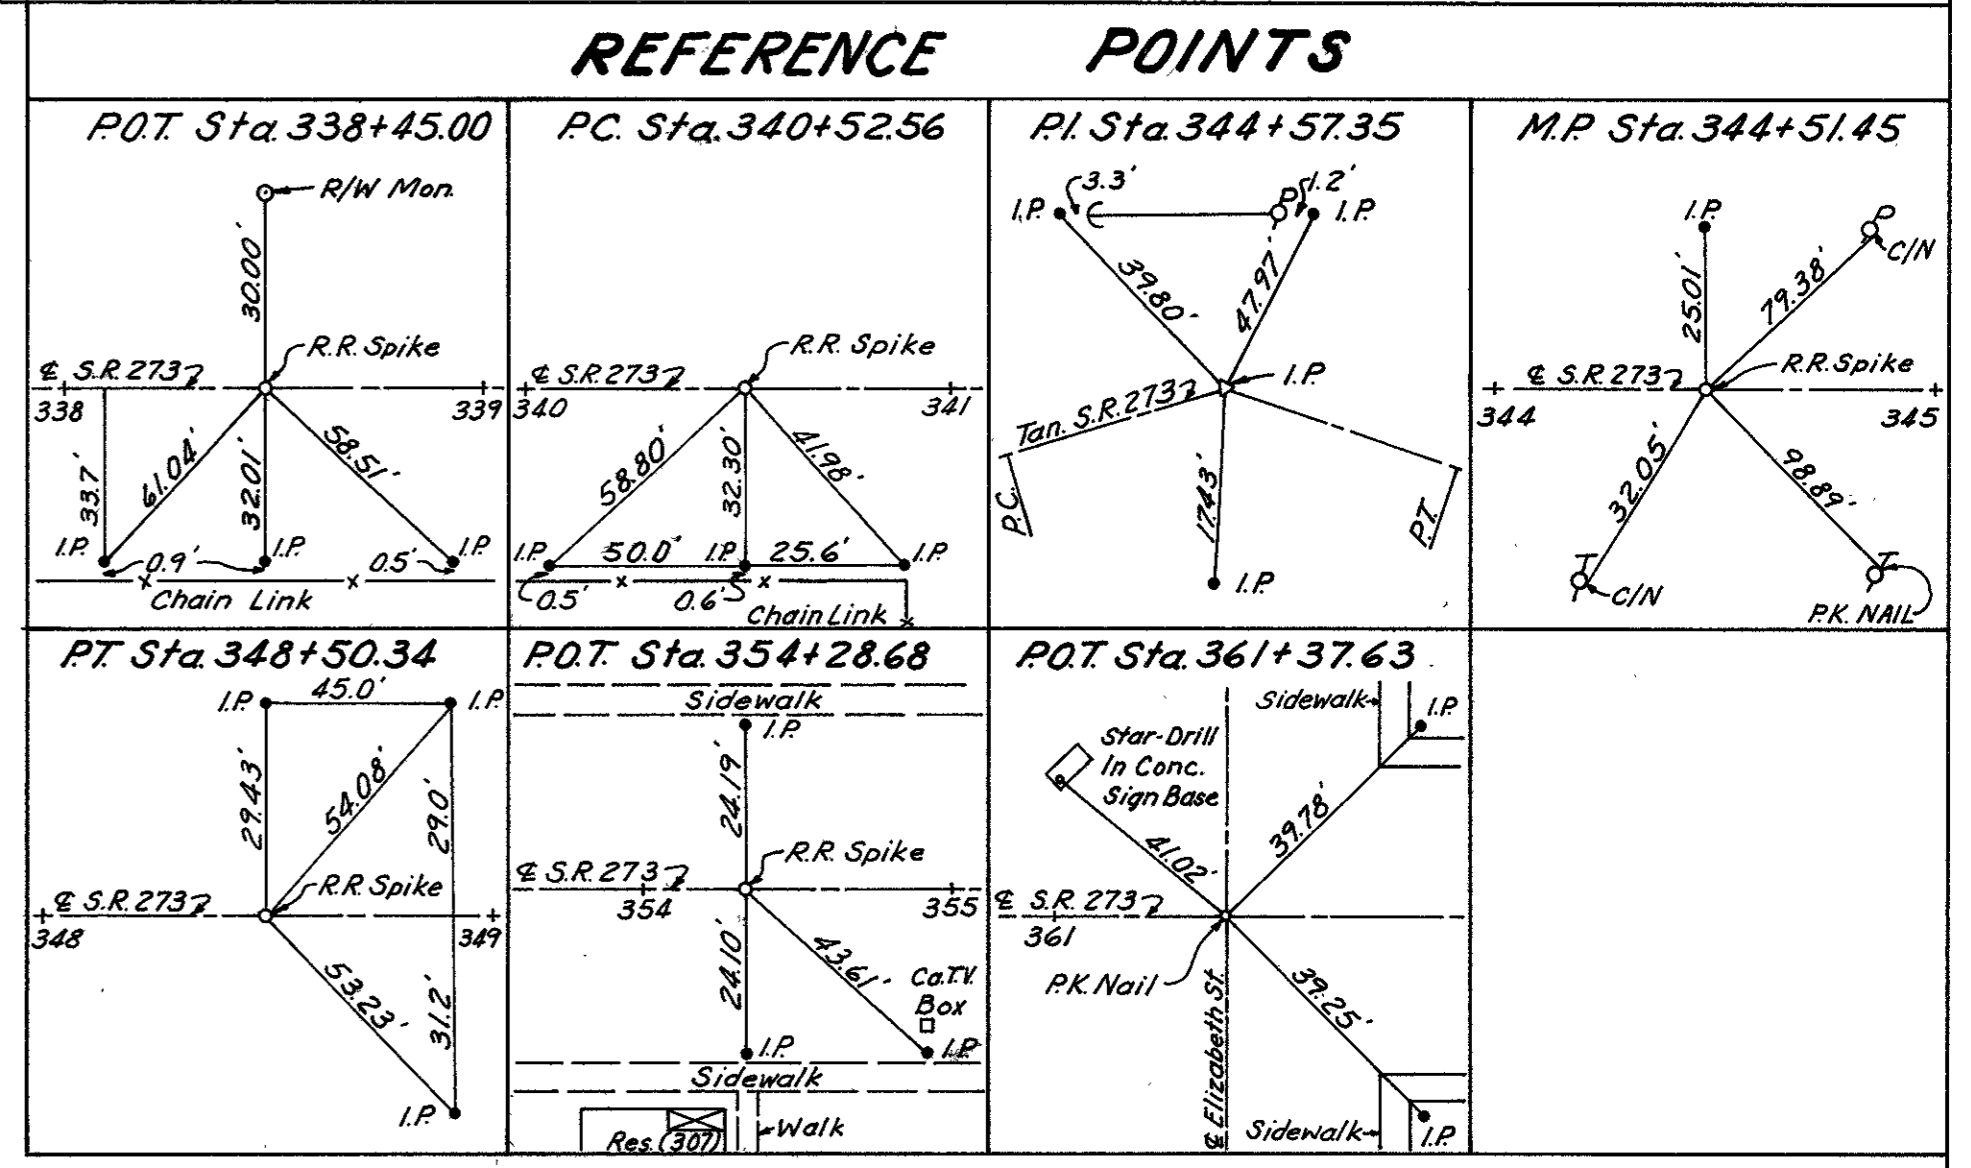 REFERENCE POINTS
P.O.T. Sta. 338+45.00
R/W Mon.
30.00'
R.R. Spike
℄ S.R. 273
338
339
33.7'
61.04'
32.01'
58.51'
I.P.
0.9'
I.P.
0.5'
I.P.
Chain Link
P.C. Sta. 340+52.56
R.R. Spike
℄ S.R. 273
340
341
58.80'
32.30'
41.98'
I.P.
50.0'
I.P.
25.6'
I.P.
0.5'
0.6'
Chain Link
P.I. Sta. 344+57.35
3.3'
P
1.2'
I.P.
I.P.
39.80'
47.97'
I.P.
Tan. S.R. 273
P.C.
17.43'
P.T.
I.P.
M.P. Sta. 344+51.45
I.P.
P
C/N
25.01'
79.38'
R.R. Spike
℄ S.R. 273
344
345
32.05'
98.89'
T
C/N
T
P.K. NAIL
P.T. Sta. 348+50.34
I.P.
45.0'
I.P.
29.43'
54.08'
29.0'
R.R. Spike
℄ S.R. 273
348
349
53.23'
31.2'
I.P.
P.O.T. Sta. 354+28.68
Sidewalk
I.P.
24.19'
R.R. Spike
℄ S.R. 273
354
355
24.10'
43.61'
Ca.T.V.
Box
I.P.
I.P.
Sidewalk
Res. (307)
Walk
P.O.T. Sta. 361+37.63
Sidewalk
I.P.
Star-Drill
In Conc.
Sign Base
41.02'
39.78'
℄ S.R. 273
361
P.K. Nail
℄ Elizabeth St.
39.25'
Sidewalk
I.P.